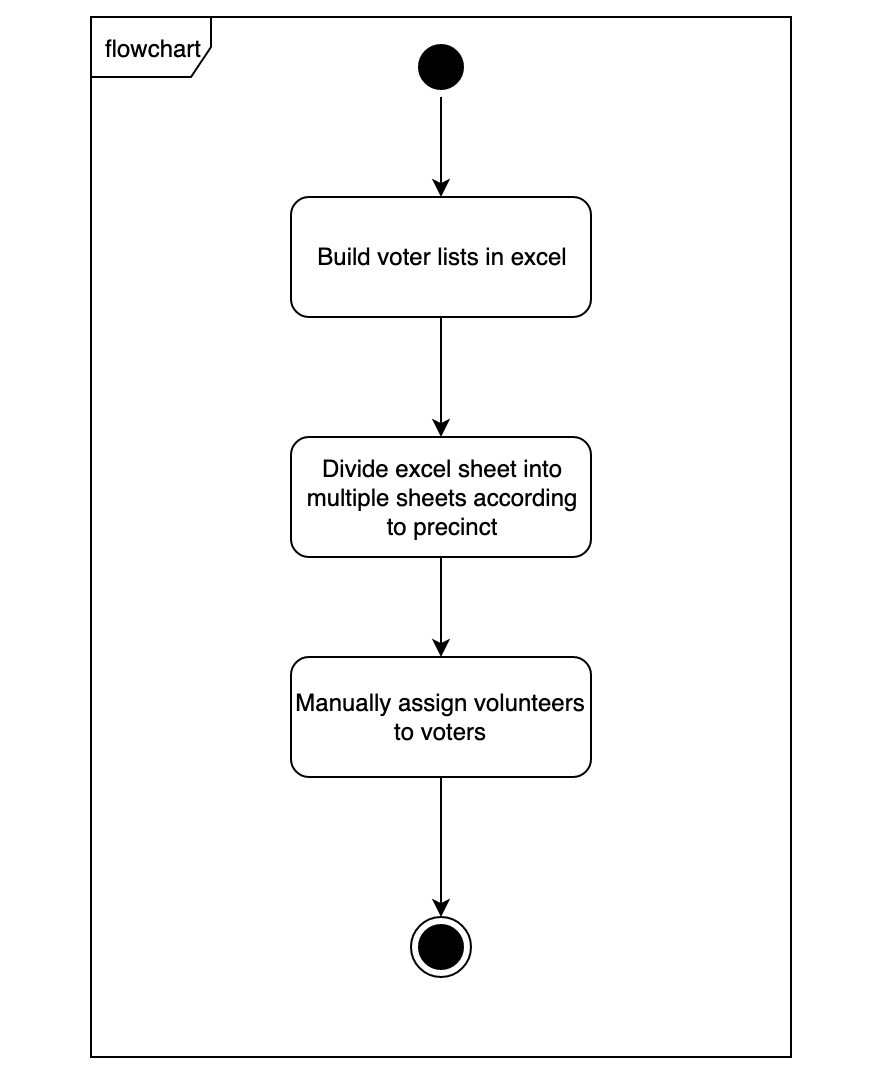 flowchart
Build voter lists in excel
Divide excel sheet into
multiple sheets according
to precinct
Manually assign volunteers
to voters